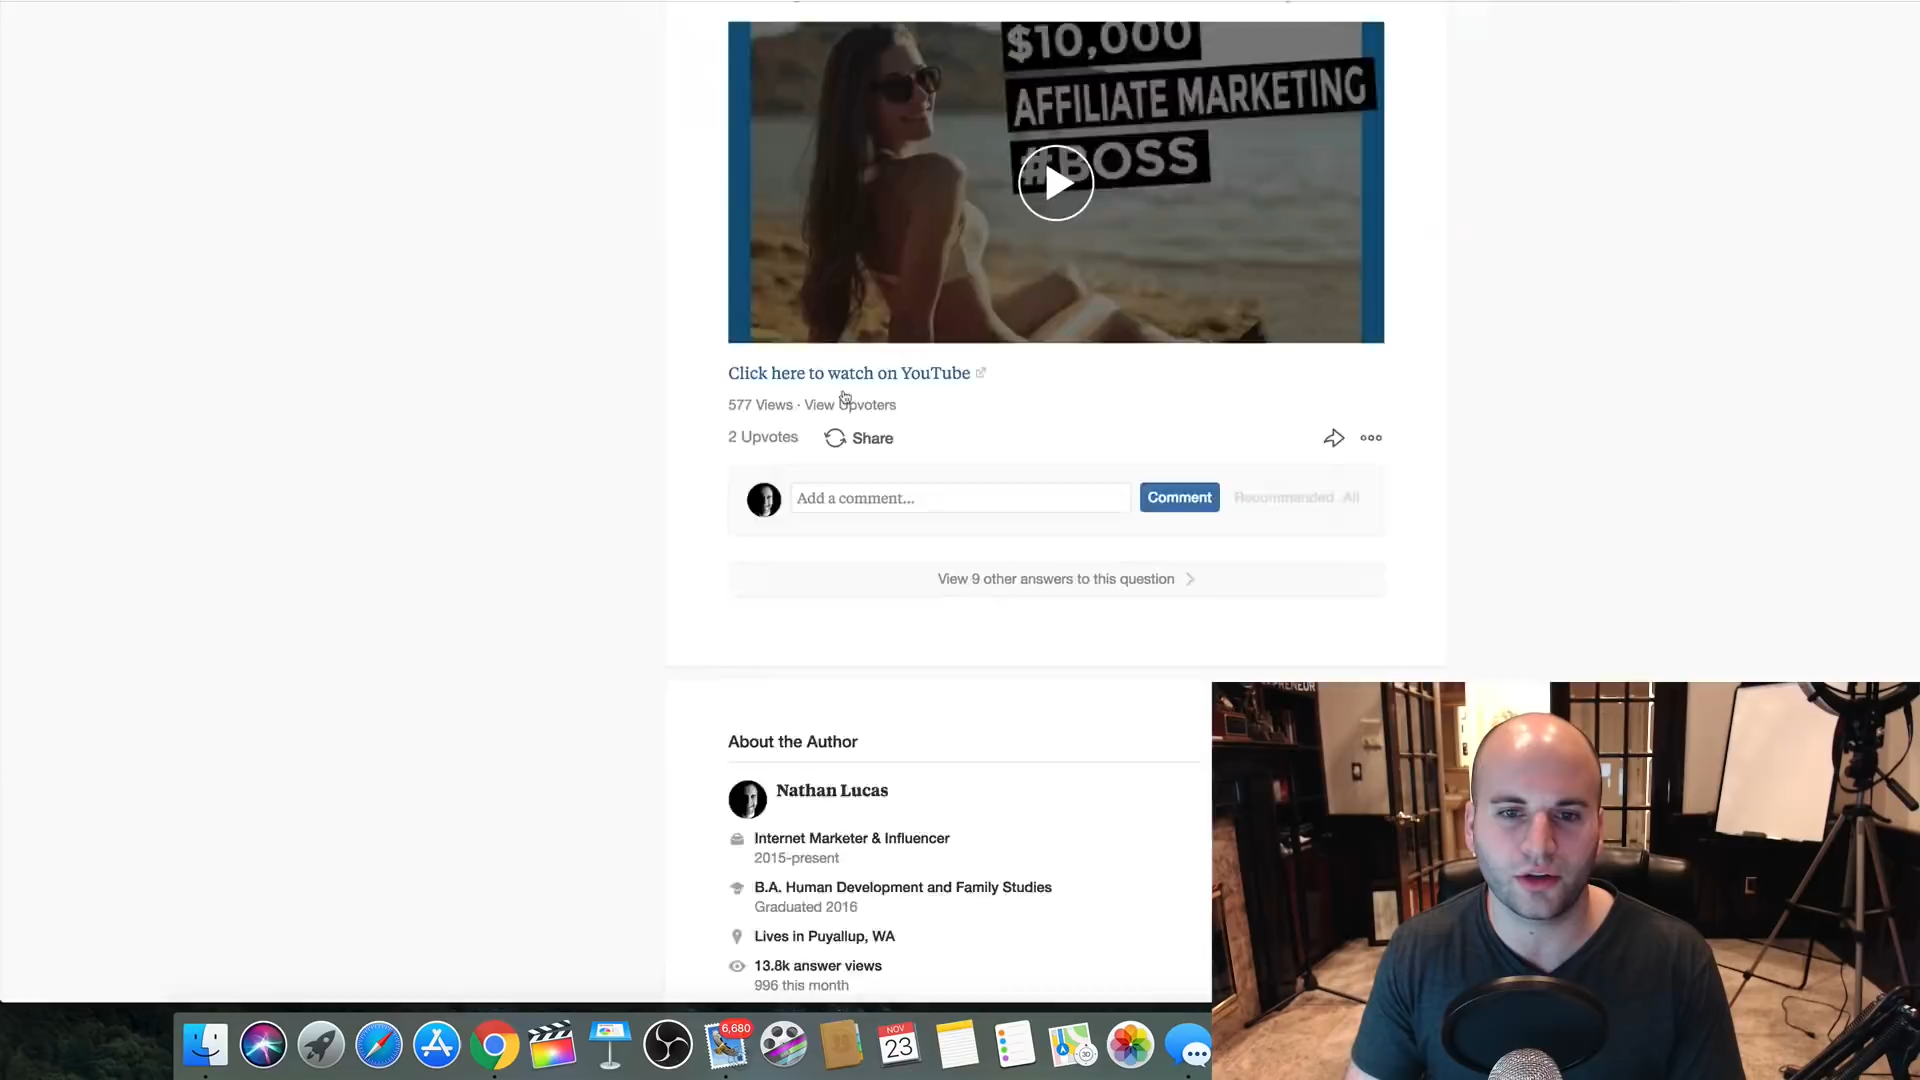 $10,000
AFFILIATE MARKETING
#BOSS
Click here to watch on YouTube
577 Views · View Upvoters
2 Upvotes
Share
Add a comment...
Comment
Recommended All
View 9 other answers to this question
About the Author
Nathan Lucas
Internet Marketer & Influencer
2015-present
B.A. Human Development and Family Studies
Graduated 2016
Lives in Puyallup, WA
13.8k answer views
996 this month
6,680
NOV
23
3D